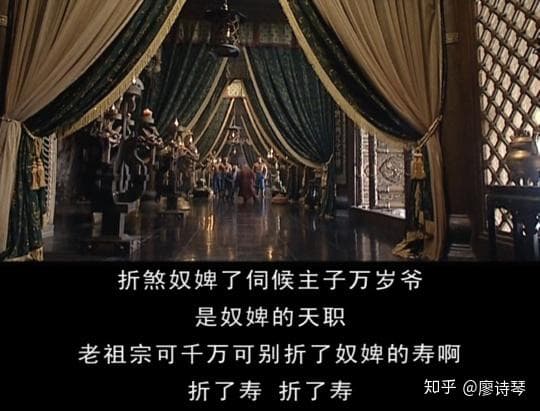 折煞奴婢了伺候主子万岁爷
是奴婢的天职
老祖宗可千万可别折了奴婢的寿啊
折了寿 折了寿
知乎 @廖诗琴